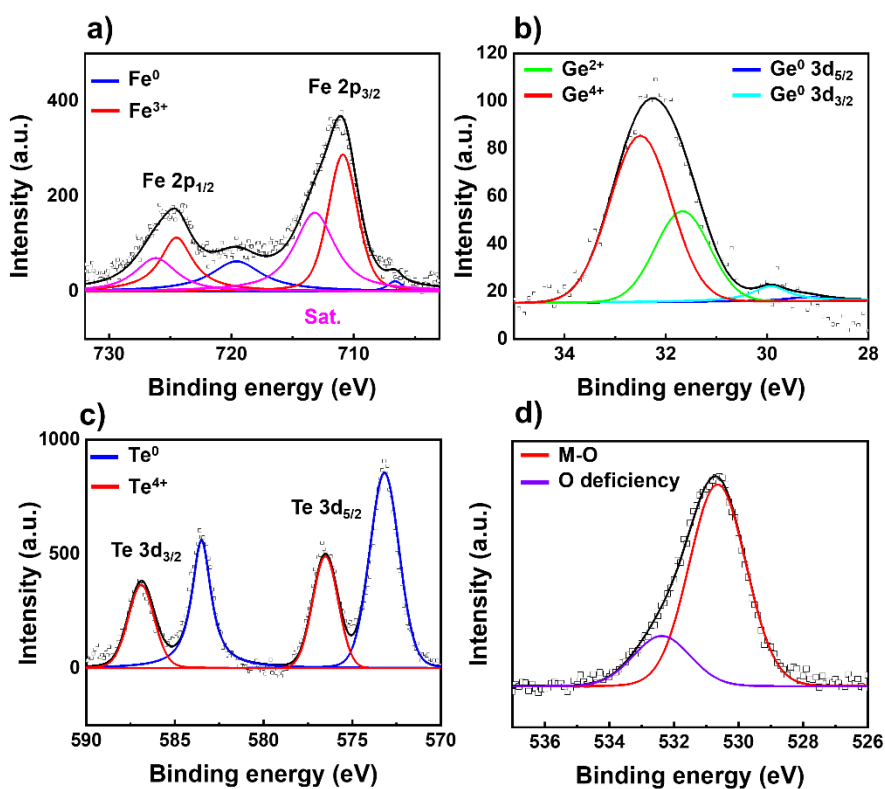 a)
Fe⁰
Fe³⁺
Fe 2p₃/₂
Fe 2p₁/₂
Sat.
400
200
0
730
720
710
Intensity (a.u.)
Binding energy (eV)
b)
Ge²⁺
Ge⁴⁺
Ge⁰ 3d₅/₂
Ge⁰ 3d₃/₂
120
100
80
60
40
20
0
34
32
30
28
Intensity (a.u.)
Binding energy (eV)
c)
Te⁰
Te⁴⁺
Te 3d₅/₂
Te 3d₃/₂
1000
500
0
590
585
580
575
570
Intensity (a.u.)
Binding energy (eV)
d)
M-O
O deficiency
536
534
532
530
528
526
Intensity (a.u.)
Binding energy (eV)